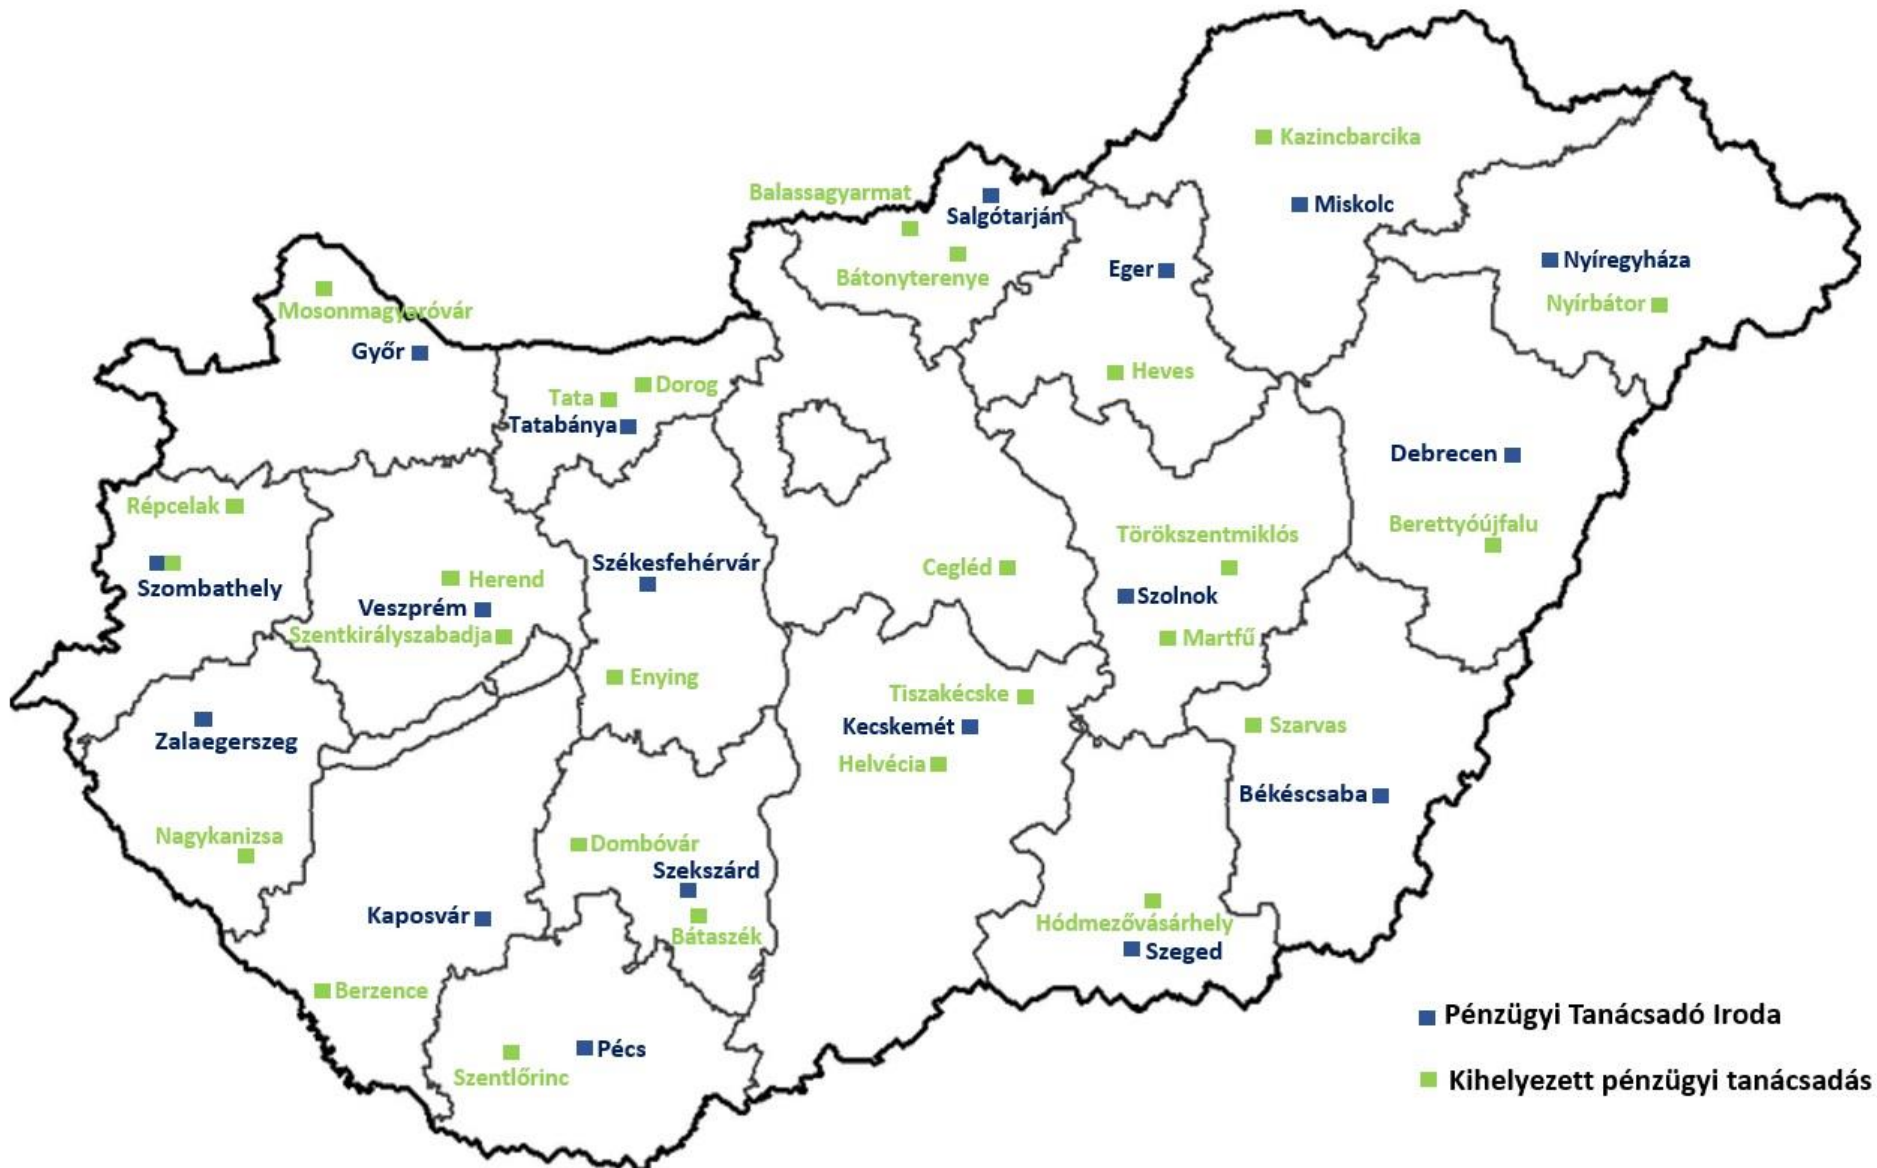 Kazincbarcika
Balassagyarmat
Miskolc
Salgótarján
Nyíregyháza
Eger
Bátonyterenye
Nyírbátor
Mosonmagyaróvár
Győr
Heves
Dorog
Tata
Tatabánya
Debrecen
Répcelak
Berettyóújfalu
Törökszentmiklós
Székesfehérvár
Cegléd
Herend
Szombathely
Szolnok
Veszprém
Szentkirályszabadja
Martfű
Enying
Tiszakécske
Szarvas
Kecskemét
Zalaegerszeg
Helvécia
Békéscsaba
Nagykanizsa
Dombóvár
Szekszárd
Kaposvár
Hódmezővásárhely
Bátaszék
Szeged
Berzence
Pénzügyi Tanácsadó Iroda
Pécs
Szentlőrinc
Kihelyezett pénzügyi tanácsadás